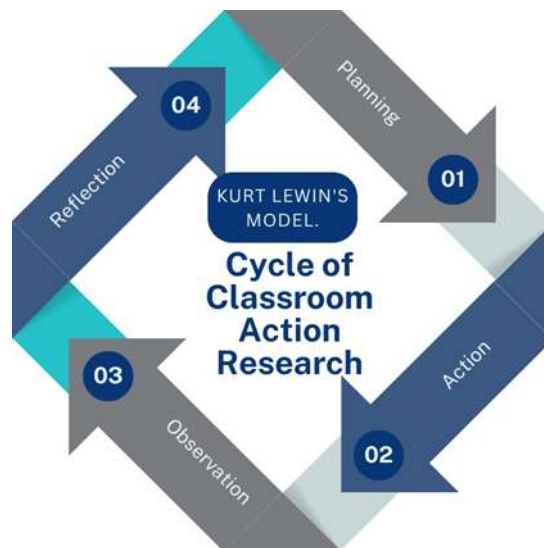 KURT LEWIN'S
MODEL.
Cycle of
Classroom
Action
Research
Planning
01
Action
02
Observation
03
Reflection
04